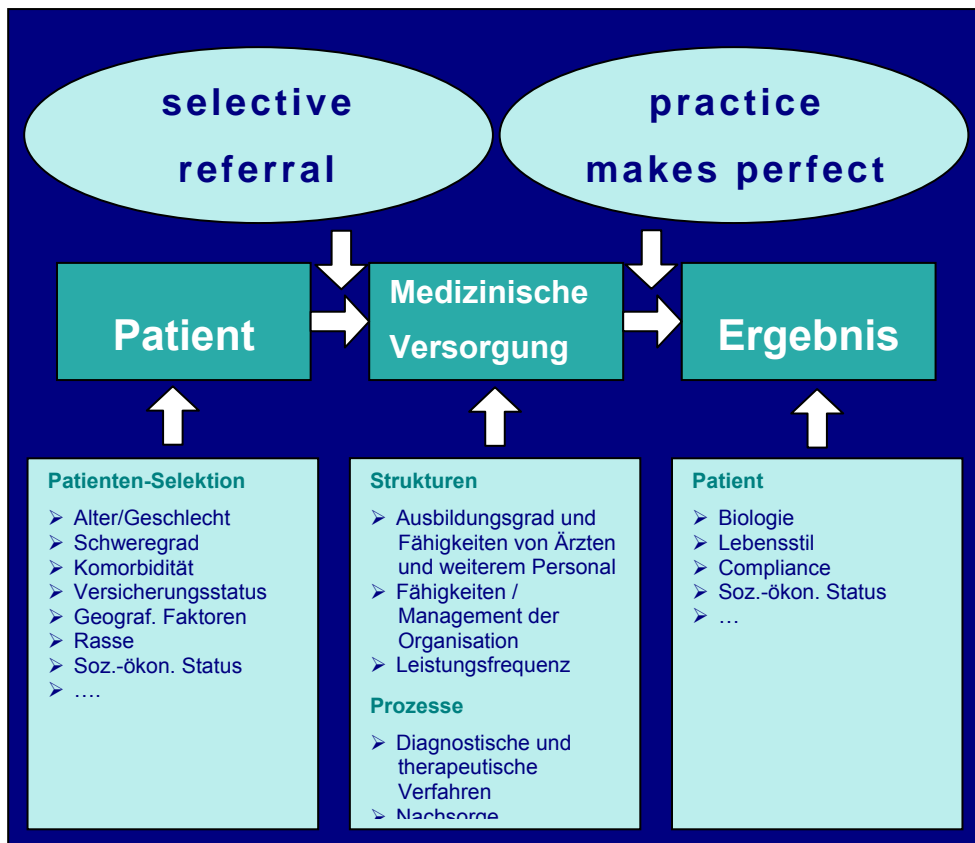 selective
referral
practice
makes perfect
Patient
Medizinische
Versorgung
Ergebnis
Patienten-Selektion
➢ Alter/Geschlecht
➢ Schweregrad
➢ Komorbidität
➢ Versicherungsstatus
➢ Geograf. Faktoren
➢ Rasse
➢ Soz.-ökon. Status
➢ ….
Strukturen
➢ Ausbildungsgrad und
Fähigkeiten von Ärzten
und weiterem Personal
➢ Fähigkeiten /
Management der
Organisation
➢ Leistungsfrequenz
Prozesse
➢ Diagnostische und
therapeutische
Verfahren
➢ Nachsorge
Patient
➢ Biologie
➢ Lebensstil
➢ Compliance
➢ Soz.-ökon. Status
➢ …